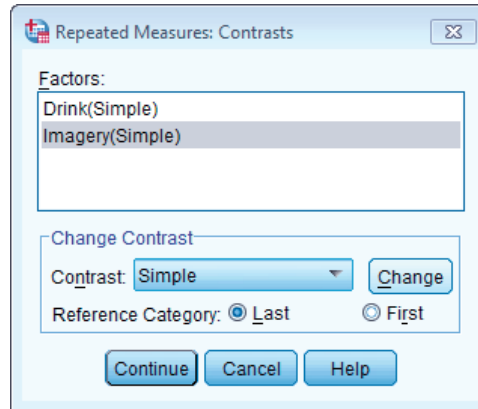 Repeated Measures: Contrasts
Factors:
Drink(Simple)
Imagery(Simple)
Change Contrast
Contrast: Simple Change
Reference Category: Last First
Continue Cancel Help